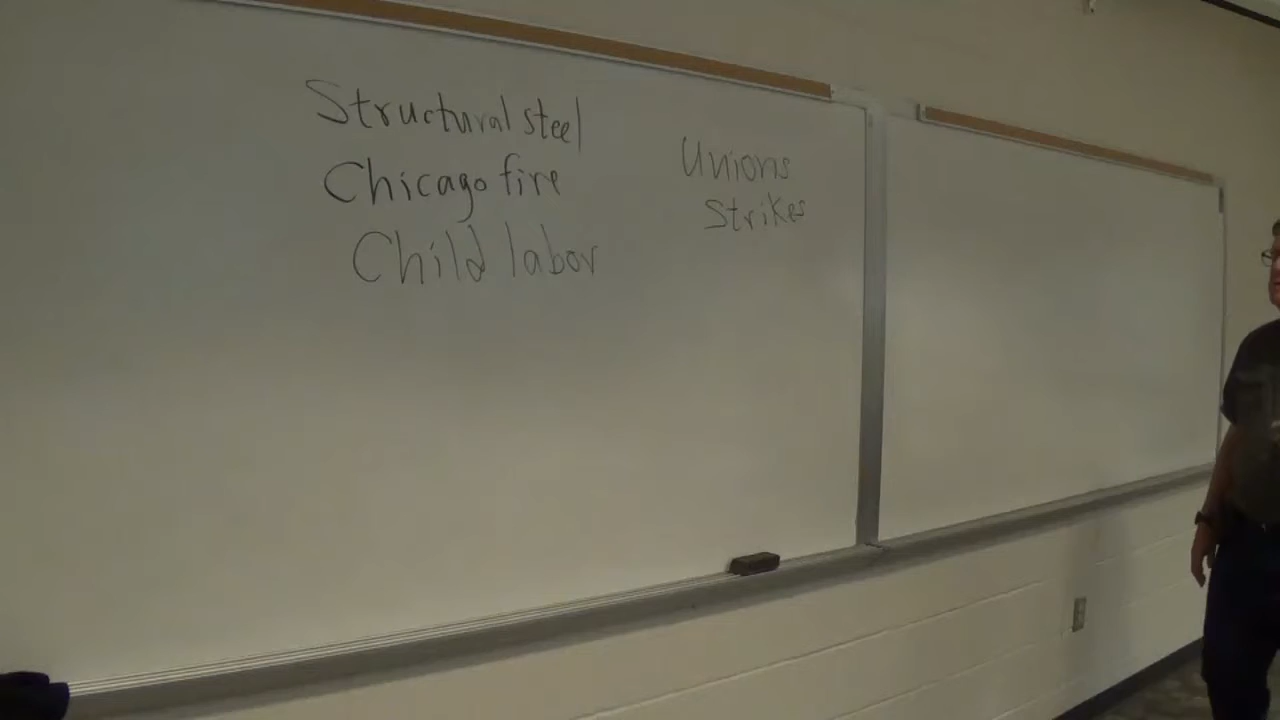 Structural steel
Chicago fire
Child labor
Unions
Strikes